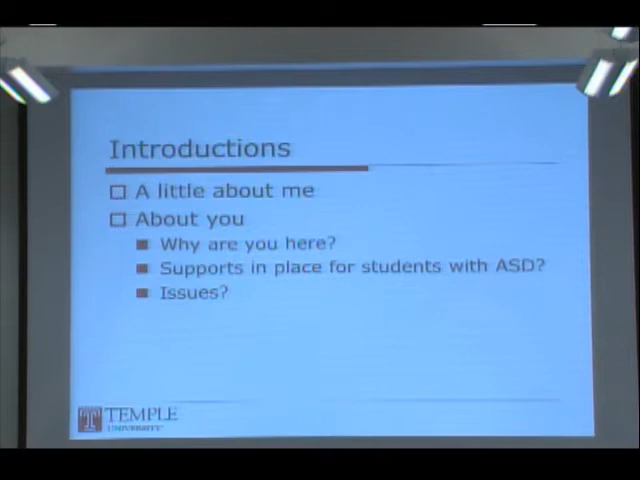 Introductions
A little about me
About you
Why are you here?
Supports in place for students with ASD?
Issues?
TEMPLE
UNIVERSITY